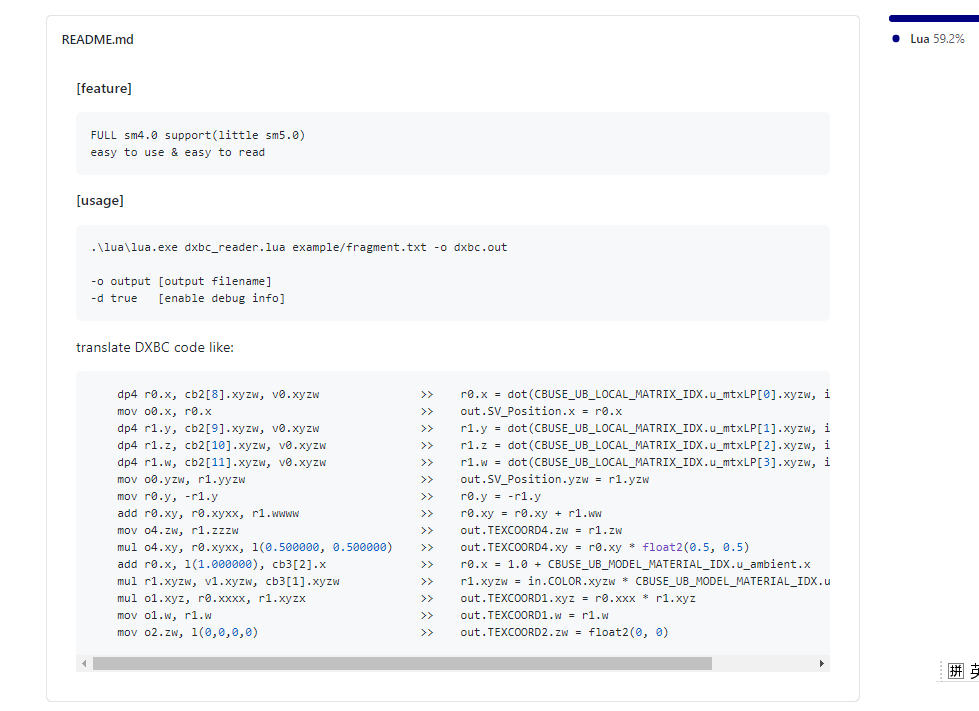 README.md
Lua 59.2%
[feature]
FULL sm4.0 support(little sm5.0)
easy to use & easy to read
[usage]
.\lua\lua.exe dxbc_reader.lua example/fragment.txt -o dxbc.out
-o output [output filename]
-d true   [enable debug info]
translate DXBC code like:
dp4 r0.x, cb2[8].xyzw, v0.xyzw >> r0.x = dot(CBUSE_UB_LOCAL_MATRIX_IDX.u_mtxLP[0].xyzw, i
mov o0.x, r0.x >> out.SV_Position.x = r0.x
dp4 r1.y, cb2[9].xyzw, v0.xyzw >> r1.y = dot(CBUSE_UB_LOCAL_MATRIX_IDX.u_mtxLP[1].xyzw, i
dp4 r1.z, cb2[10].xyzw, v0.xyzw >> r1.z = dot(CBUSE_UB_LOCAL_MATRIX_IDX.u_mtxLP[2].xyzw, i
dp4 r1.w, cb2[11].xyzw, v0.xyzw >> r1.w = dot(CBUSE_UB_LOCAL_MATRIX_IDX.u_mtxLP[3].xyzw, i
mov o0.yzw, r1.yyzw >> out.SV_Position.yzw = r1.yzw
mov r0.y, -r1.y >> r0.y = -r1.y
add r0.xy, r0.xyxx, r1.wwww >> r0.xy = r0.xy + r1.ww
mov o4.zw, r1.zzzw >> out.TEXCOORD4.zw = r1.zw
mul o4.xy, r0.xyxx, l(0.500000, 0.500000) >> out.TEXCOORD4.xy = r0.xy * float2(0.5, 0.5)
add r0.x, l(1.000000), cb3[2].x >> r0.x = 1.0 + CBUSE_UB_MODEL_MATERIAL_IDX.u_ambient.x
mul r1.xyzw, v1.xyzw, cb3[1].xyzw >> r1.xyzw = in.COLOR.xyzw * CBUSE_UB_MODEL_MATERIAL_IDX.u
mul o1.xyz, r0.xxxx, r1.xyzx >> out.TEXCOORD1.xyz = r0.xxx * r1.xyz
mov o1.w, r1.w >> out.TEXCOORD1.w = r1.w
mov o2.zw, l(0,0,0,0) >> out.TEXCOORD2.zw = float2(0, 0)
拼